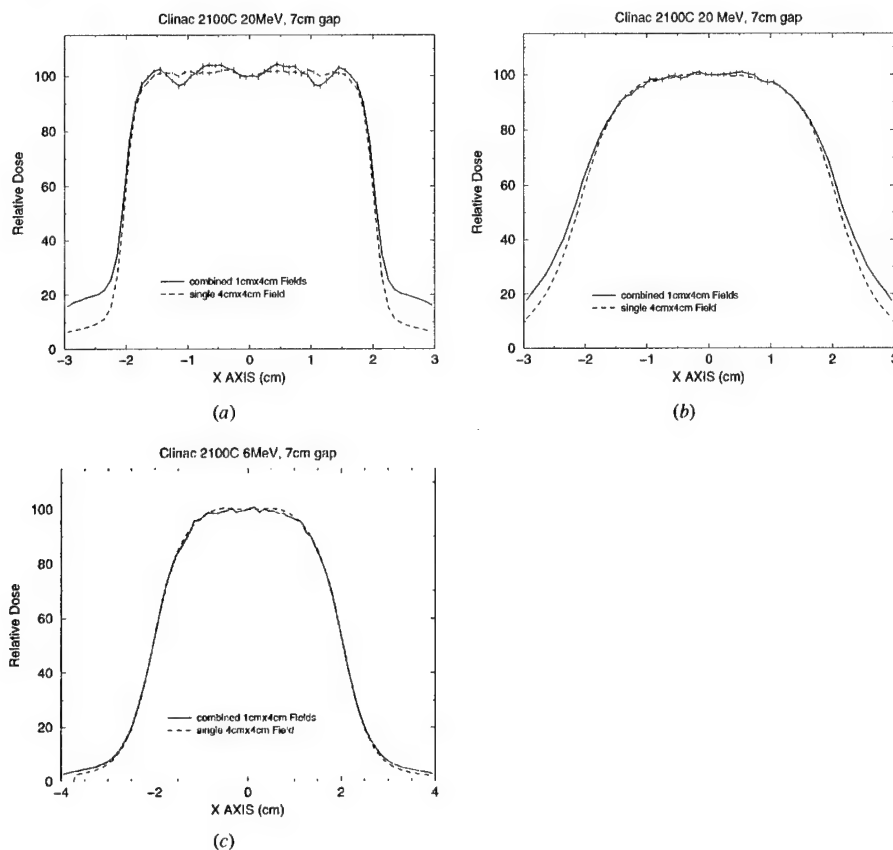 Clinac 2100C 20MeV, 7cm gap
100
80
60
40
20
0
Relative Dose
combined 1cmx4cm Fields
single 4cmx4cm Field
-3
-2
-1
0
1
2
3
X AXIS (cm)
(a)
Clinac 2100C 20 MeV, 7cm gap
100
80
60
40
20
0
Relative Dose
combined 1cmx4cm Fields
single 4cmx4cm Field
-3
-2
-1
0
1
2
3
X AXIS (cm)
(b)
Clinac 2100C 6MeV, 7cm gap
100
80
60
40
20
0
Relative Dose
combined 1cmx4cm Fields
single 4cmx4cm Field
-4
-2
0
2
4
X AXIS (cm)
(c)